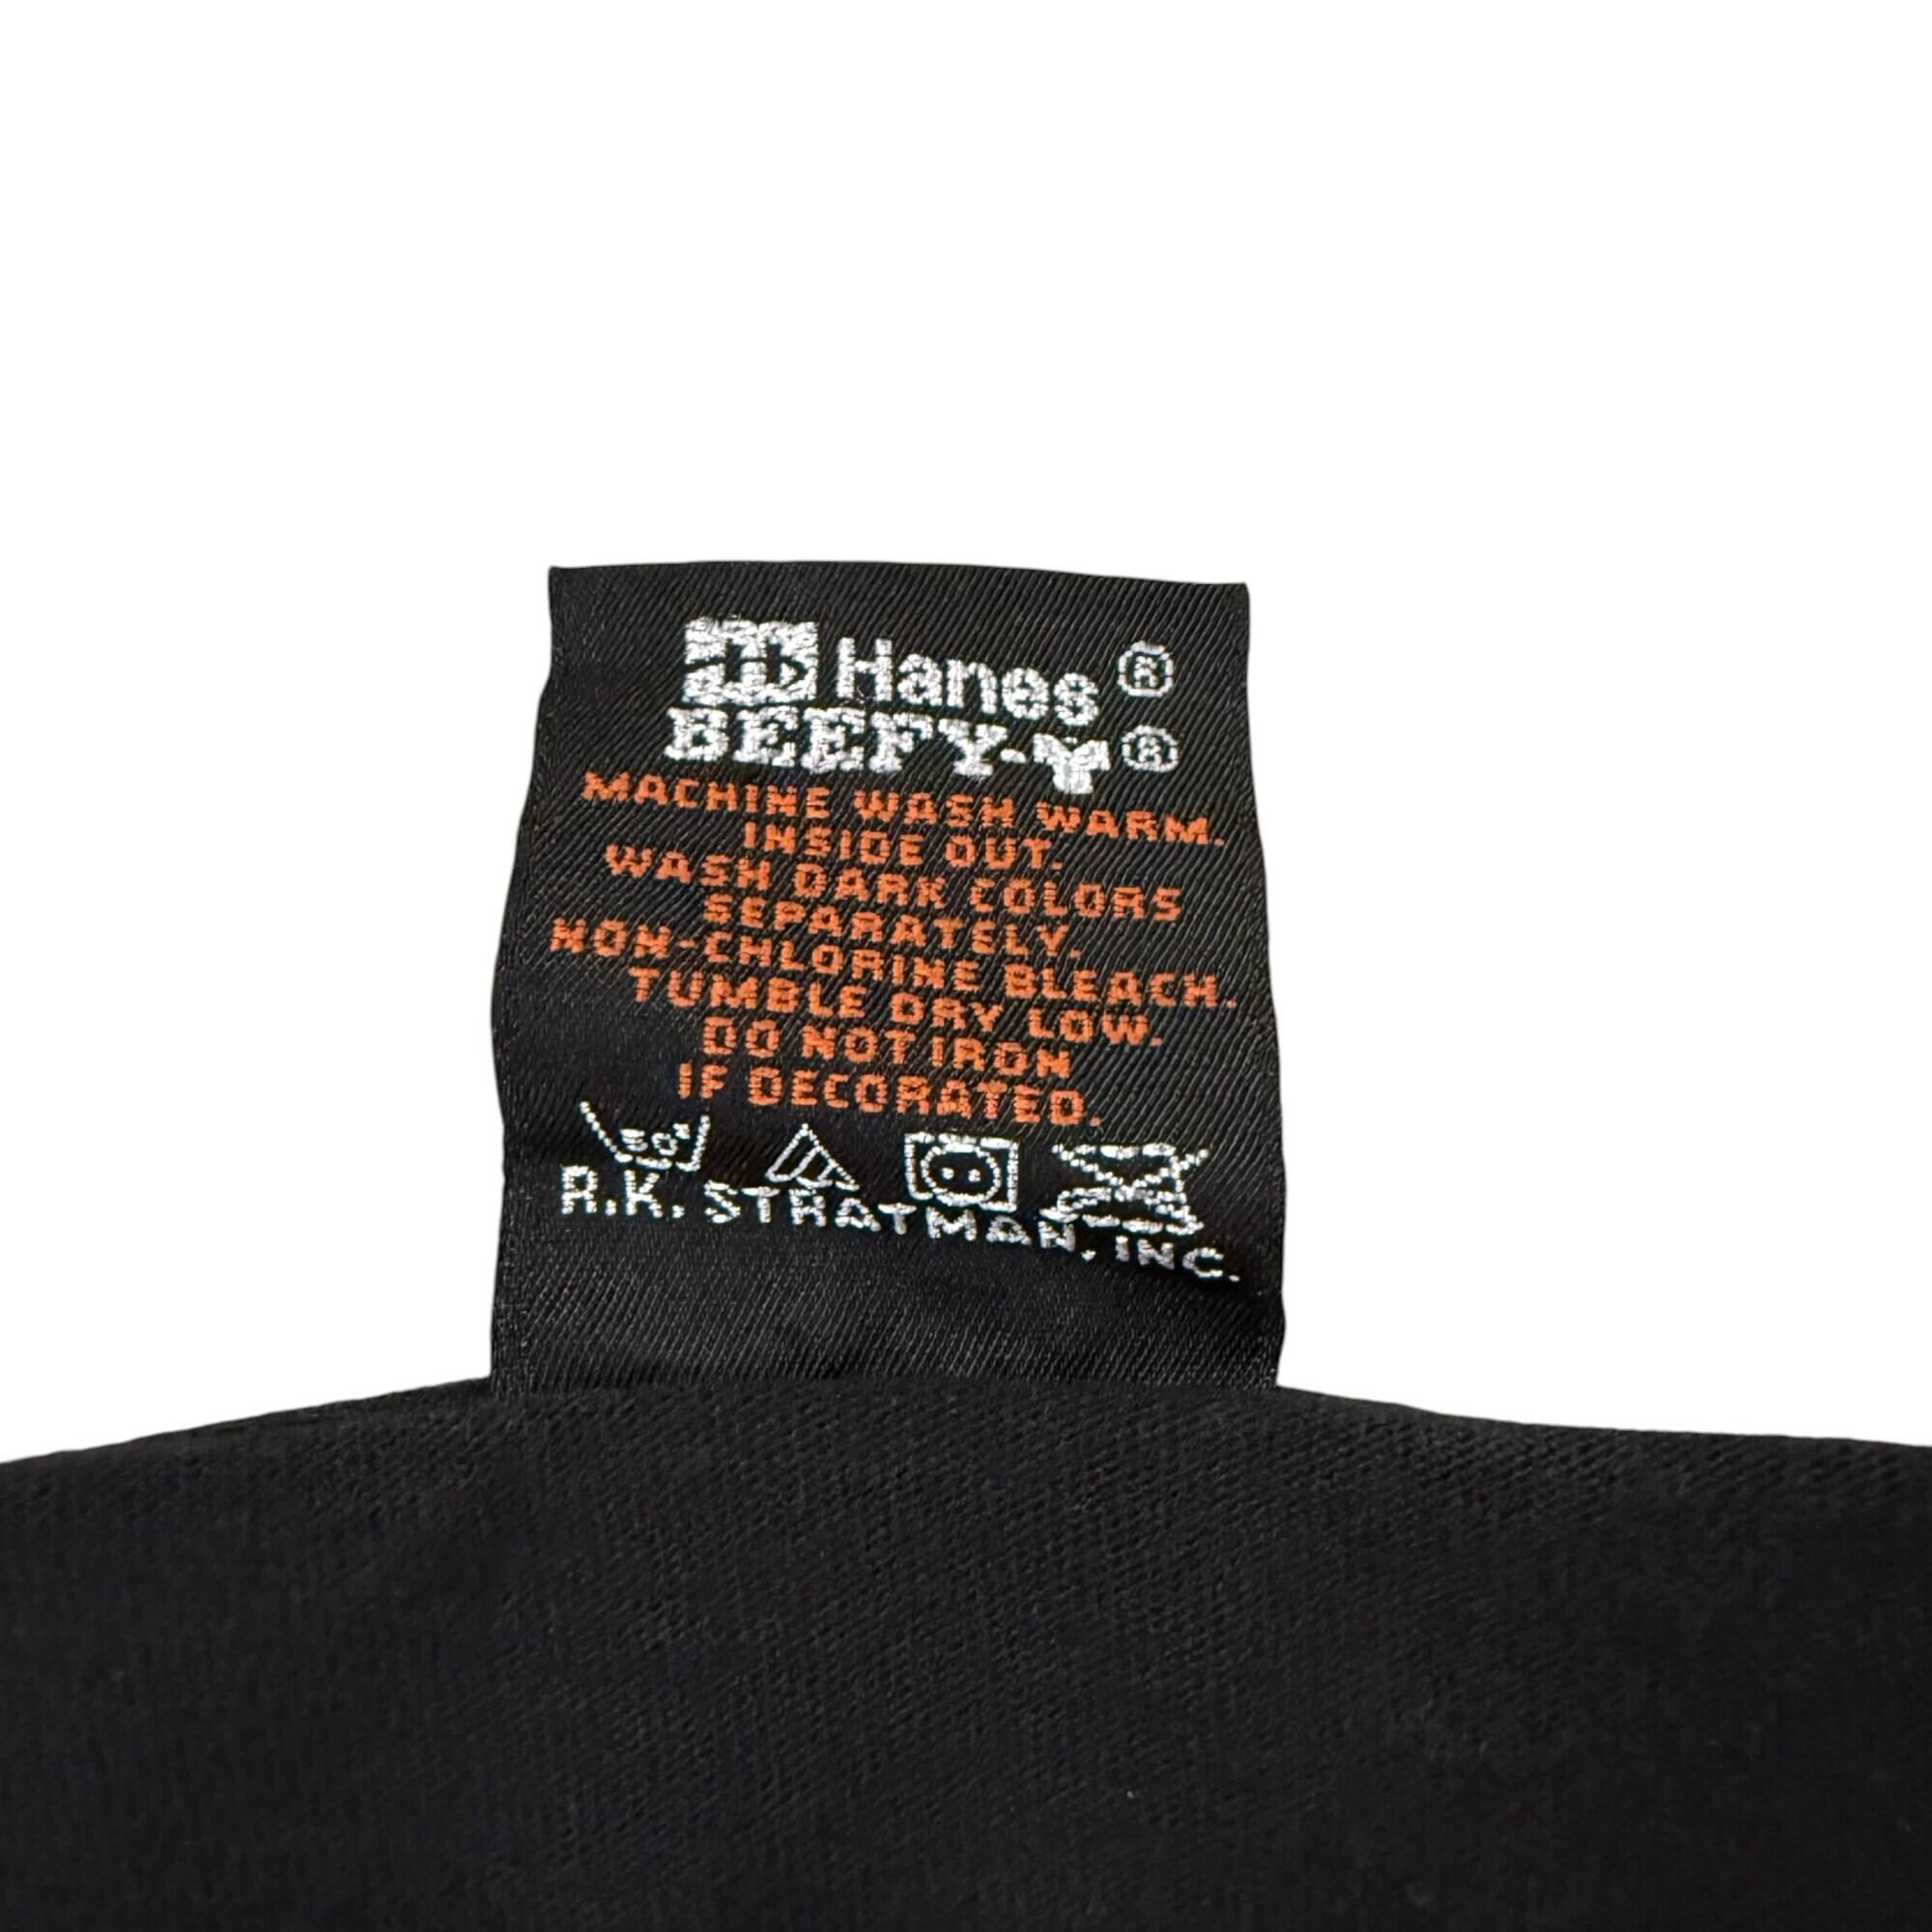 Hanes ®
BEEFY-T ®
MACHINE WASH WARM.
INSIDE OUT.
WASH DARK COLORS
SEPARATELY.
NON-CHLORINE BLEACH.
TUMBLE DRY LOW.
DO NOT IRON
IF DECORATED.
50°
R.K. STRATMAN, INC.